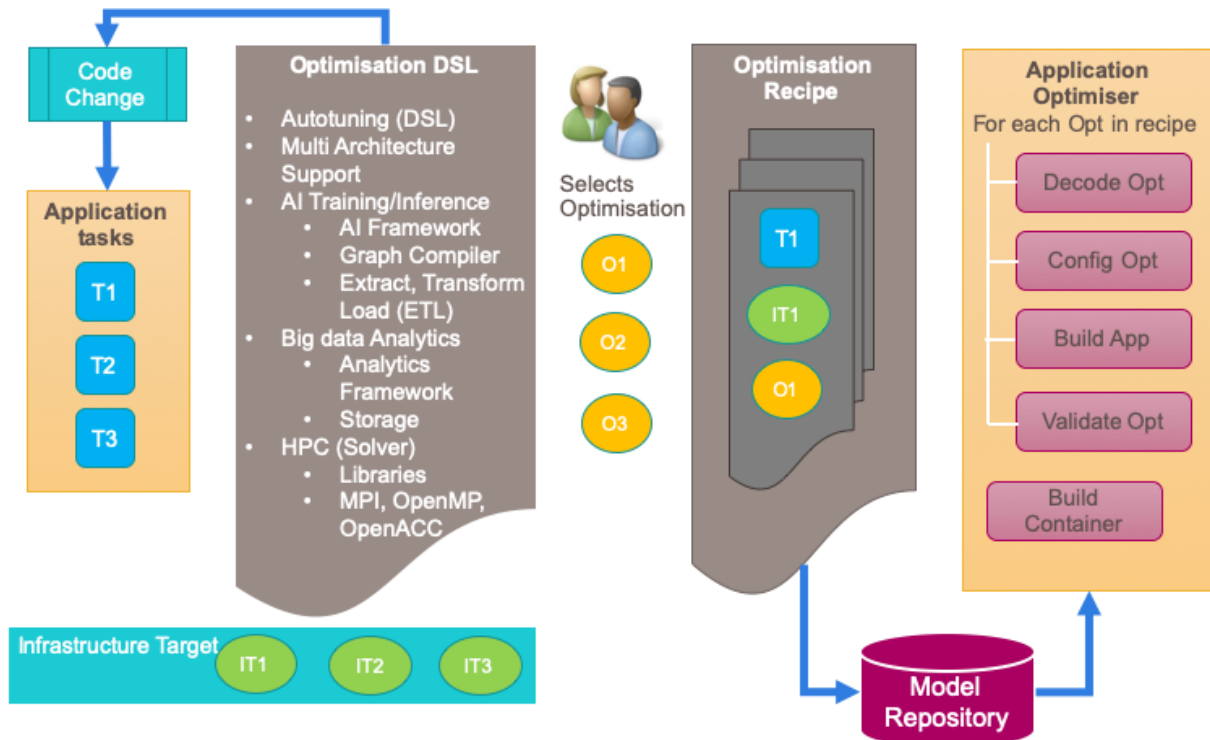 Code
Change
Application
tasks
T1
T2
T3
Optimisation DSL
• Autotuning (DSL)
• Multi Architecture
Support
• AI Training/Inference
• AI Framework
• Graph Compiler
• Extract, Transform
Load (ETL)
• Big data Analytics
• Analytics
Framework
• Storage
• HPC (Solver)
• Libraries
• MPI, OpenMP,
OpenACC
Infrastructure Target
IT1
IT2
IT3
Selects
Optimisation
O1
O2
O3
Optimisation
Recipe
T1
IT1
O1
Model
Repository
Application
Optimiser
For each Opt in recipe
Decode Opt
Config Opt
Build App
Validate Opt
Build
Container